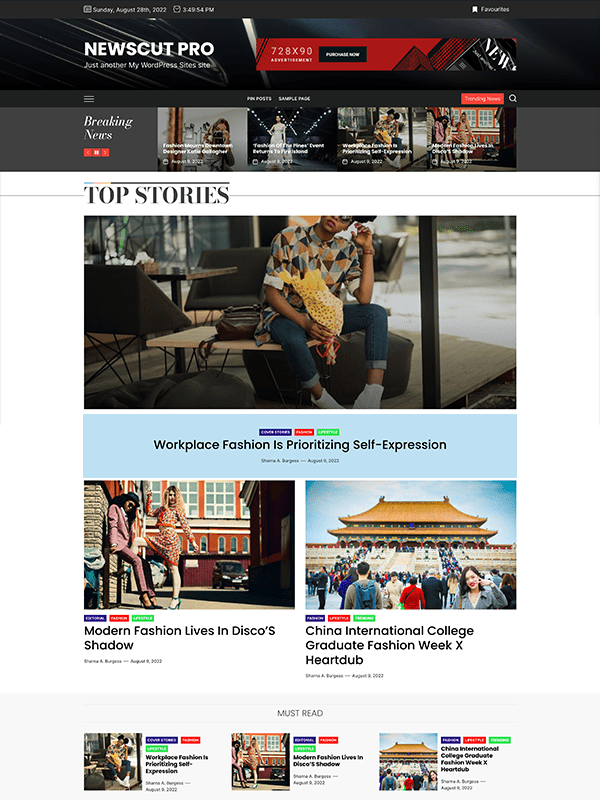 Sunday, August 28th, 2022 3:49:54 PM Favourites
NEWSCUT PRO
Just another My WordPress Sites site
728X90
ADVERTISEMENT
PURCHASE NOW
NEWS
PIN POSTS SAMPLE PAGE Trending News
Breaking
News
Fashion Mourns Downtown
Designer Katie Gallagher
August 9, 2022
'Fashion Of The Pines' Event
Returns To Fire Island
August 9, 2022
Workplace Fashion Is
Prioritizing Self-Expression
August 9, 2022
Modern Fashion Lives In
Disco'S Shadow
August 9, 2022
TOP STORIES
COVER STORIES FASHION LIFESTYLE
Workplace Fashion Is Prioritizing Self-Expression
Sharna A. Burgess — August 9, 2022
EDITORIAL FASHION LIFESTYLE
Modern Fashion Lives In Disco'S
Shadow
Sharna A. Burgess — August 9, 2022
FASHION LIFESTYLE TRENDING
China International College
Graduate Fashion Week X
Heartdub
Sharna A. Burgess — August 9, 2022
MUST READ
COVER STORIES FASHION
LIFESTYLE
Workplace Fashion Is
Prioritizing Self-
Expression
Sharna A. Burgess —
August 9, 2022
EDITORIAL FASHION
LIFESTYLE
Modern Fashion Lives In
Disco'S Shadow
Sharna A. Burgess —
August 9, 2022
FASHION LIFESTYLE TRENDING
China International
College Graduate
Fashion Week X
Heartdub
Sharna A. Burgess —
August 9, 2022